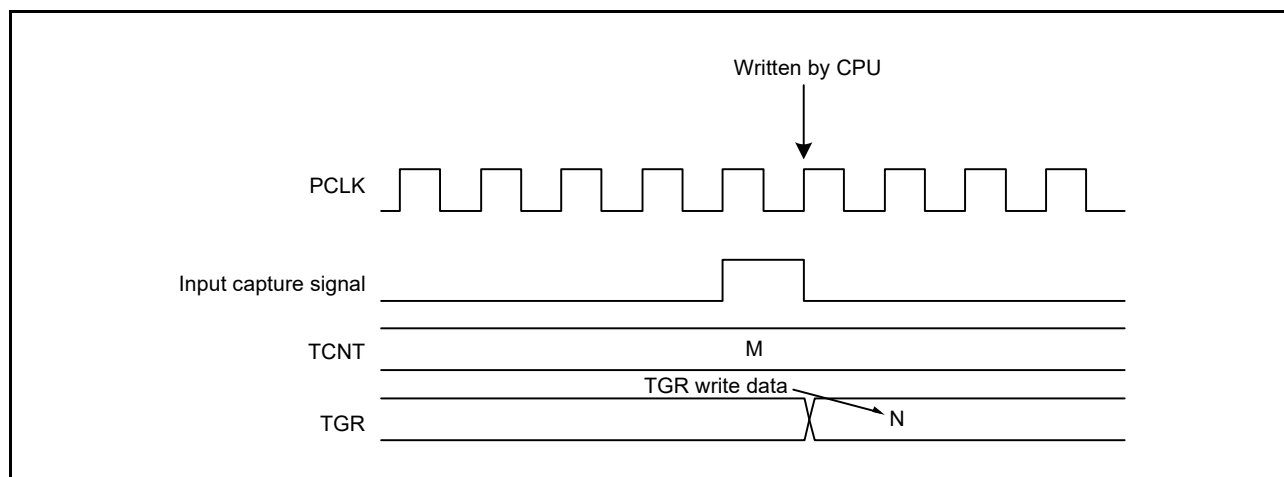 Written by CPU
PCLK
Input capture signal
TCNT
M
TGR write data
TGR
N